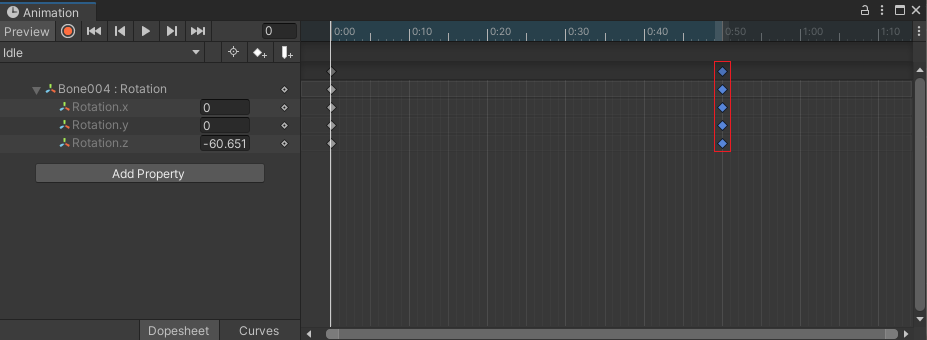 Animation
Preview 0 0:00 0:10 0:20 0:30 0:40 0:50 1:00 1:10
Idle
Bone004 : Rotation
Rotation.x 0
Rotation.y 0
Rotation.z -60.651
Add Property
Dopesheet Curves